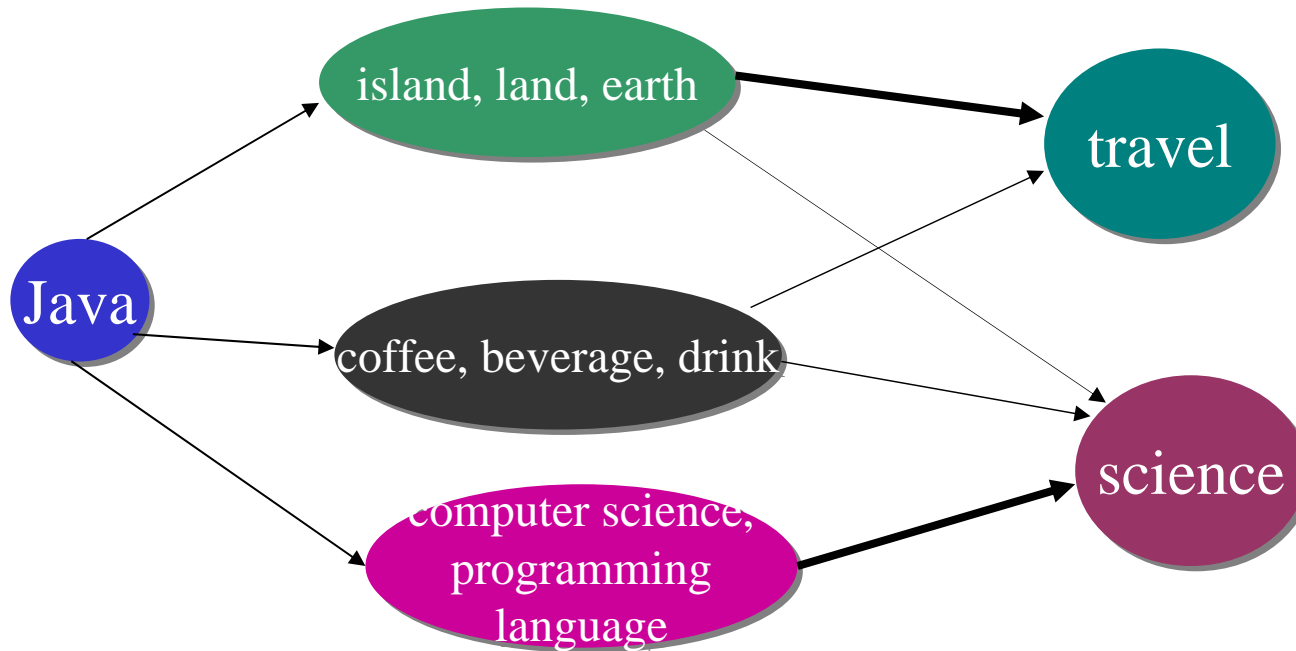 island, land, earth
travel
Java
coffee, beverage, drink
science
computer science,
programming
language